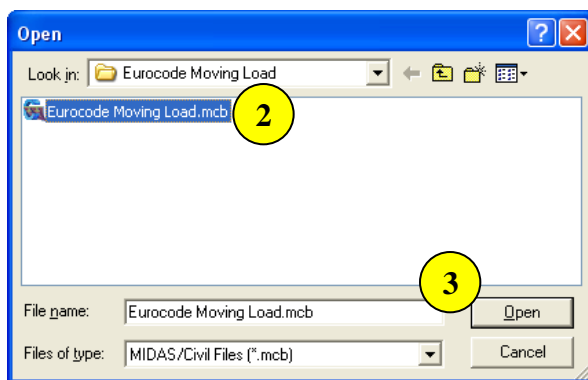 Open
Look in: Eurocode Moving Load
Eurocode Moving Load.mcb
2
3
File name: Eurocode Moving Load.mcb Open
Files of type: MIDAS/Civil Files (*.mcb) Cancel